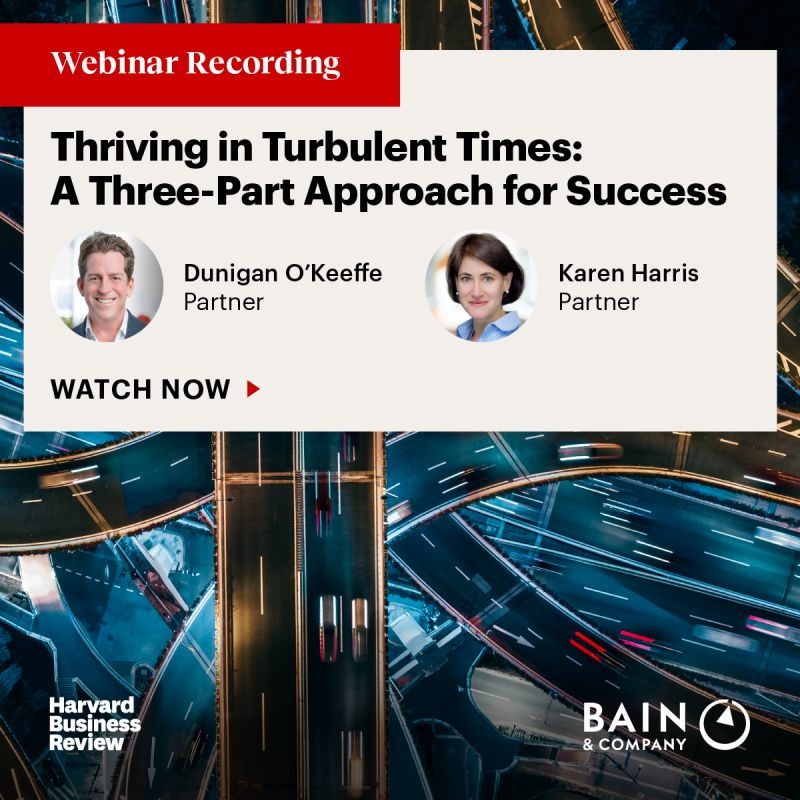 Webinar Recording
Thriving in Turbulent Times:
A Three-Part Approach for Success
Dunigan O’Keeffe
Partner
Karen Harris
Partner
WATCH NOW
Harvard
Business
Review
BAIN
& COMPANY